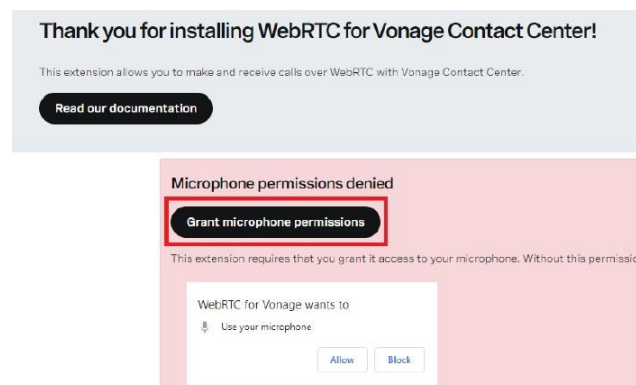 Thank you for installing WebRTC for Vonage Contact Center!
This extension allows you to make and receive calls over WebRTC with Vonage Contact Center.
Read our documentation
Microphone permissions denied
Grant microphone permissions
This extension requires that you grant it access to your microphone. Without this
WebRTC for Vonage wants to
Use your microphone
Allow Block